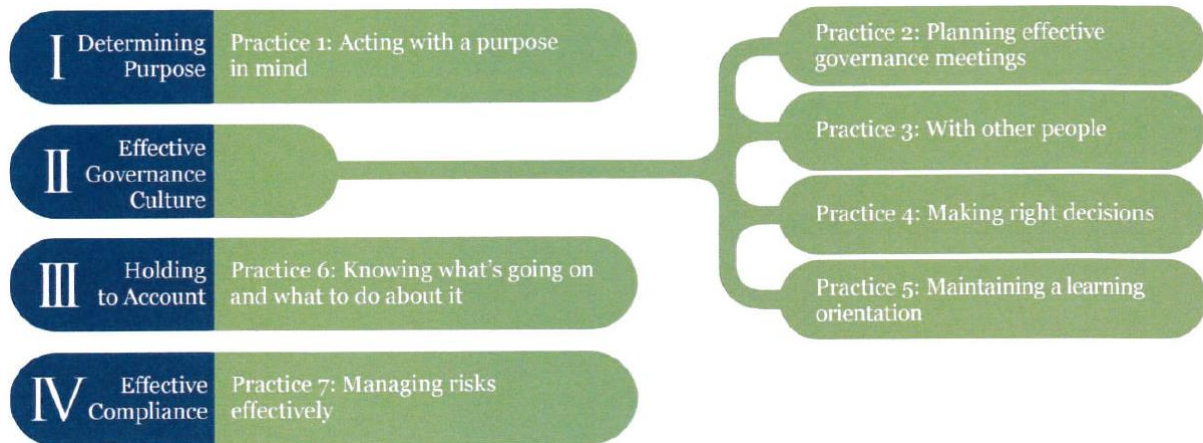 I
Determining
Purpose
Practice 1: Acting with a purpose
in mind
II
Effective
Governance
Culture
Practice 2: Planning effective
governance meetings
Practice 3: With other people
Practice 4: Making right decisions
Practice 5: Maintaining a learning
orientation
III
Holding
to Account
Practice 6: Knowing what's going on
and what to do about it
IV
Effective
Compliance
Practice 7: Managing risks
effectively